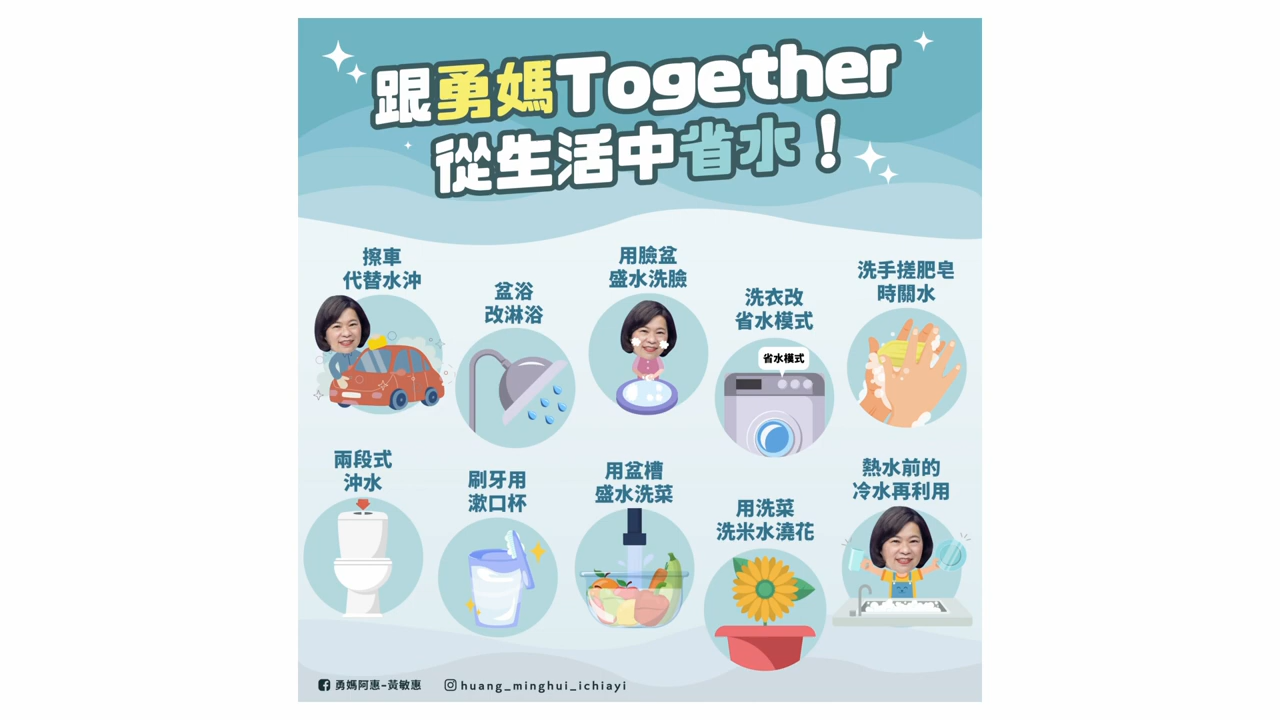 跟勇媽Together
從生活中省水！
擦車
代替水沖
盆浴
改淋浴
用臉盆
盛水洗臉
洗衣改
省水模式
省水模式
洗手搓肥皂
時關水
兩段式
沖水
刷牙用
漱口杯
用盆槽
盛水洗菜
用洗菜
洗米水澆花
熱水前的
冷水再利用
勇媽阿惠-黃敏惠
huang_minghui_ichiayi